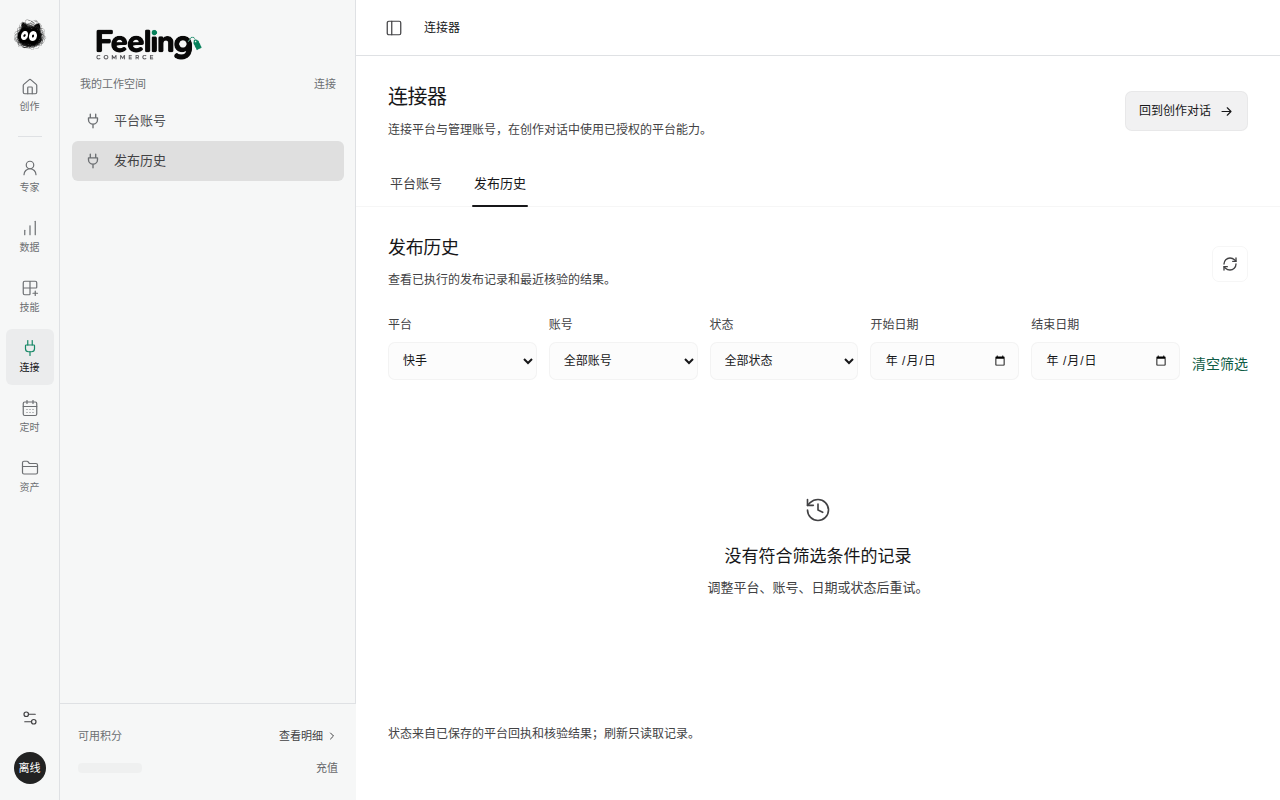 Feeling
COMMERCE
我的工作空间
连接
平台账号
发布历史
创作
专家
数据
技能
连接
定时
资产
离线
可用积分
查看明细
充值
连接器
连接器
连接平台与管理账号，在创作对话中使用已授权的平台能力。
回到创作对话
平台账号
发布历史
发布历史
查看已执行的发布记录和最近核验的结果。
平台
账号
状态
开始日期
结束日期
快手
全部账号
全部状态
年 /月/日
年 /月/日
清空筛选
没有符合筛选条件的记录
调整平台、账号、日期或状态后重试。
状态来自已保存的平台回执和核验结果；刷新只读取记录。